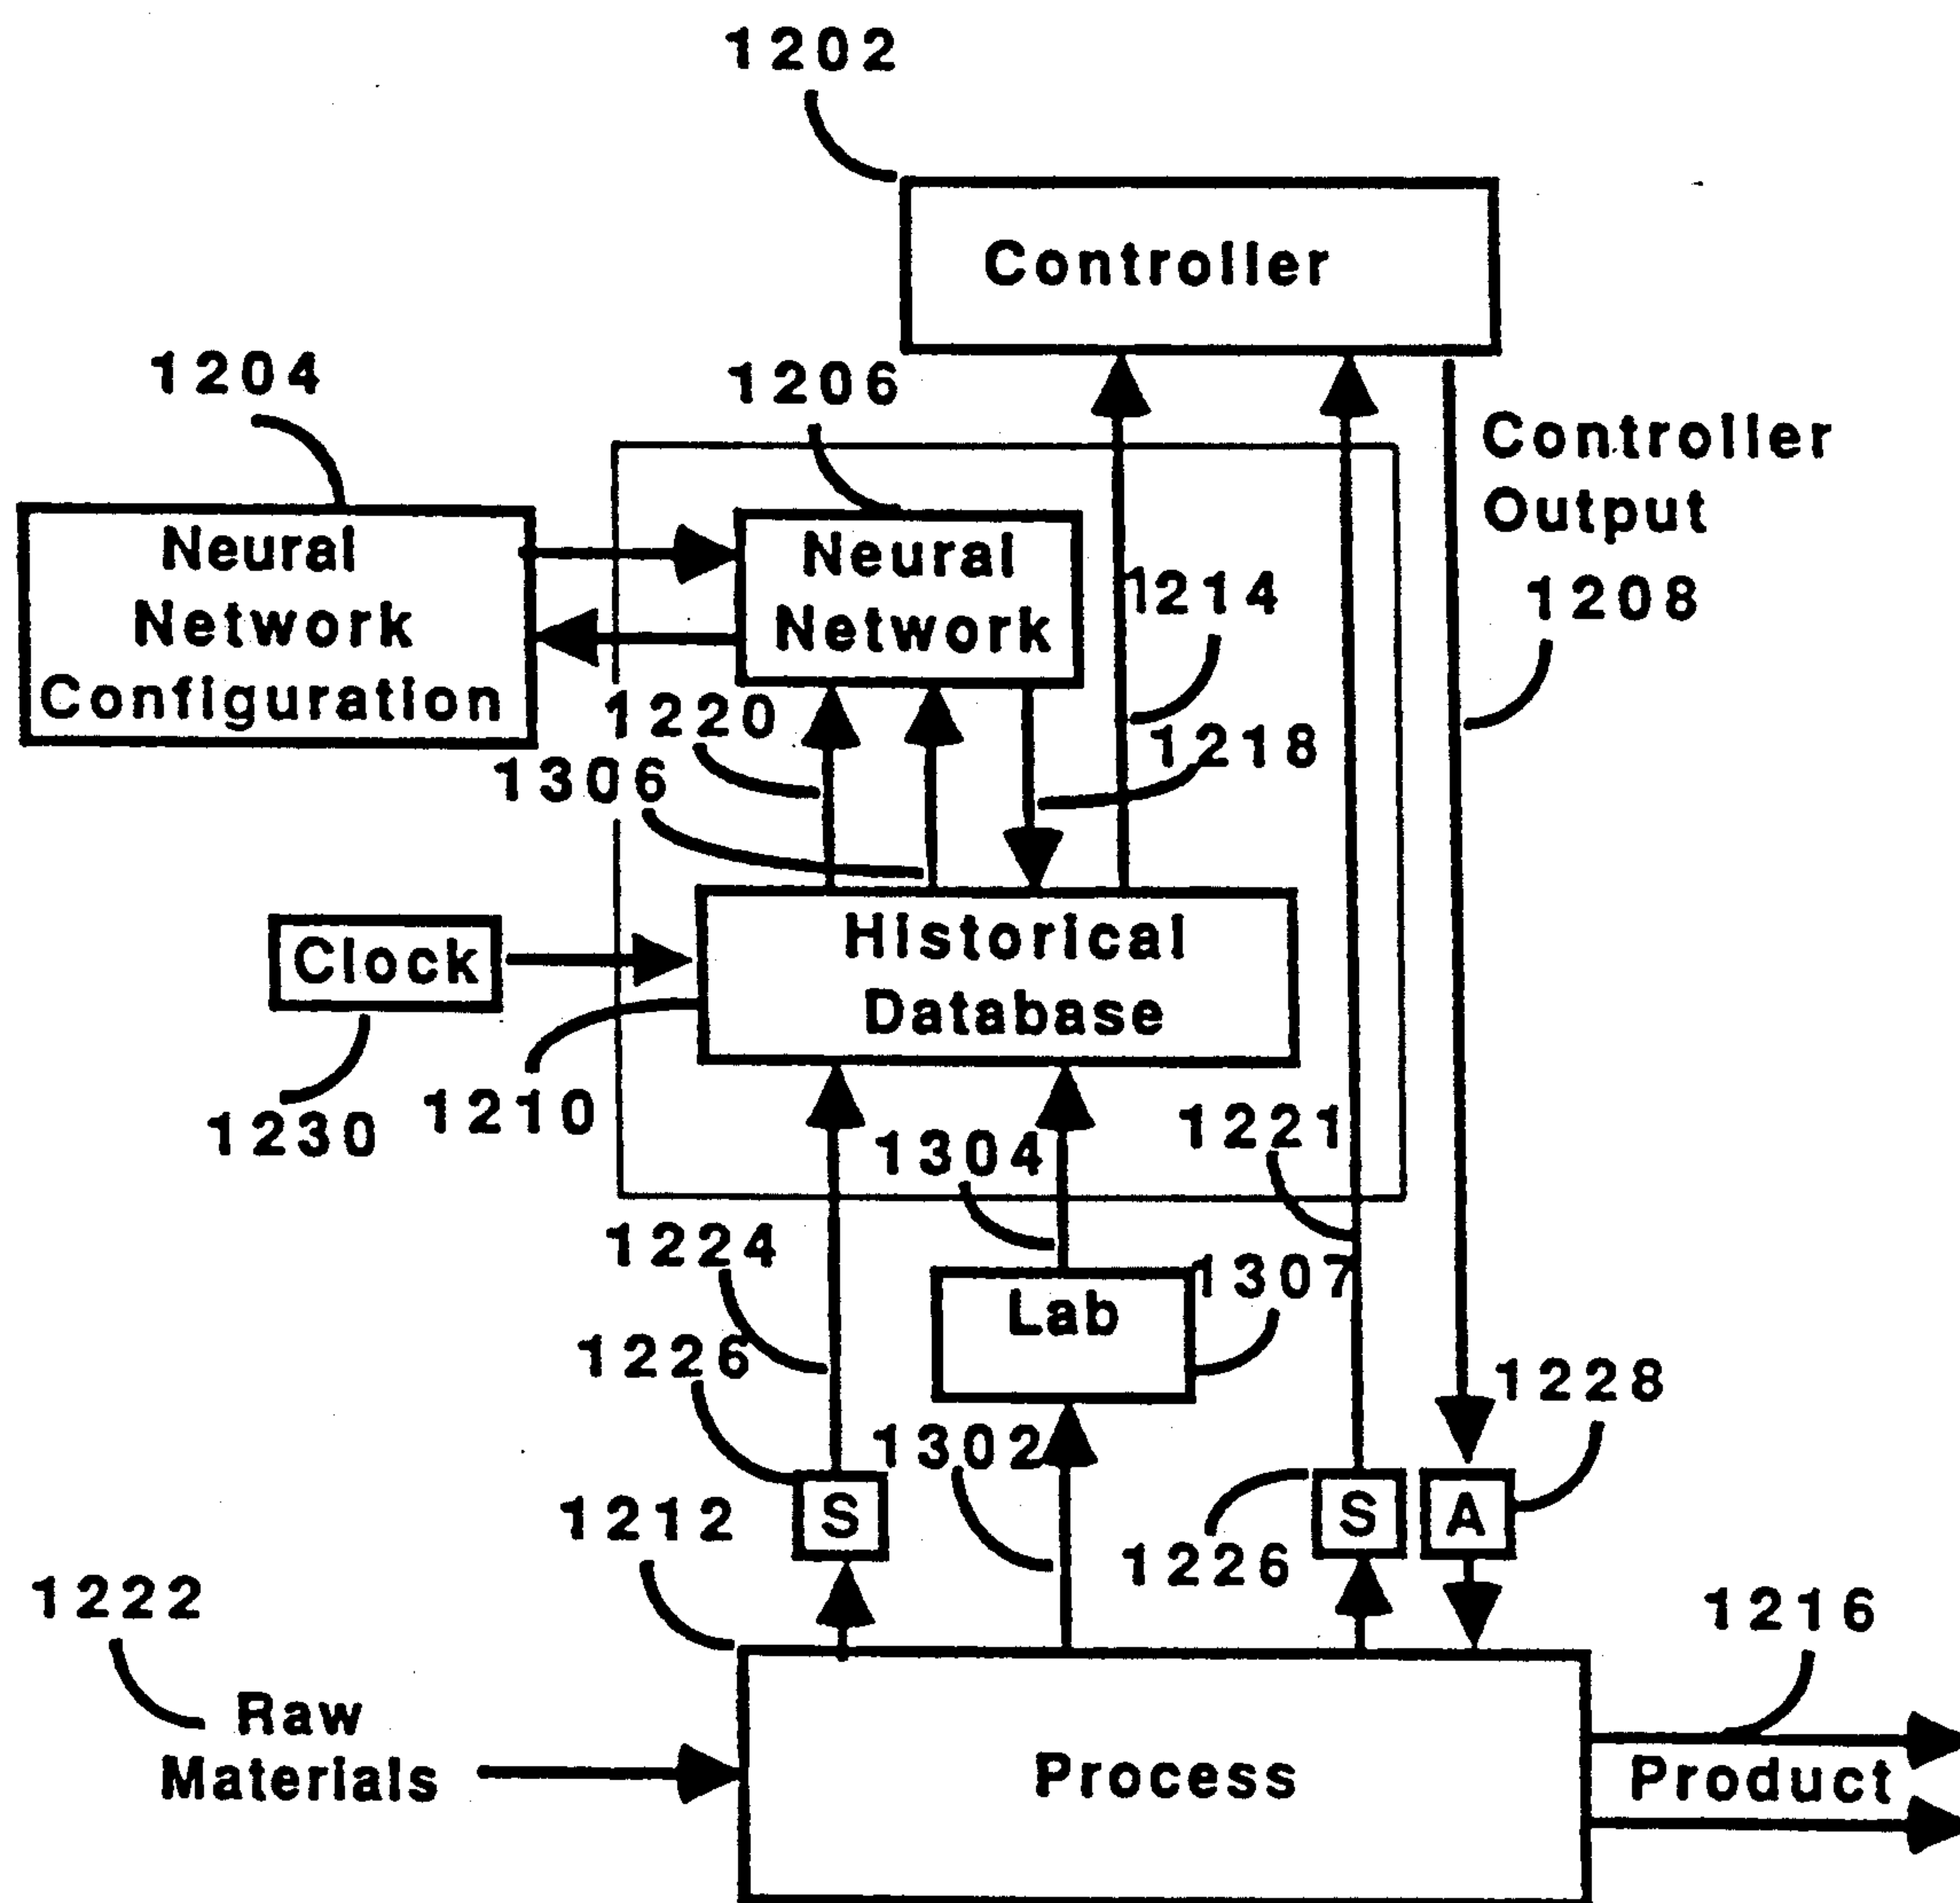 1202
Controller
1204
1206
Controller
Output
Neural
Network
Configuration
Neural
Network
1214
1208
1220
1218
1306
Historical
Database
Clock
1230
1210
1304
1221
1224
1307
Lab
1226
1228
1302
1212
S
S
A
1226
1222
1216
Raw
Materials
Process
Product